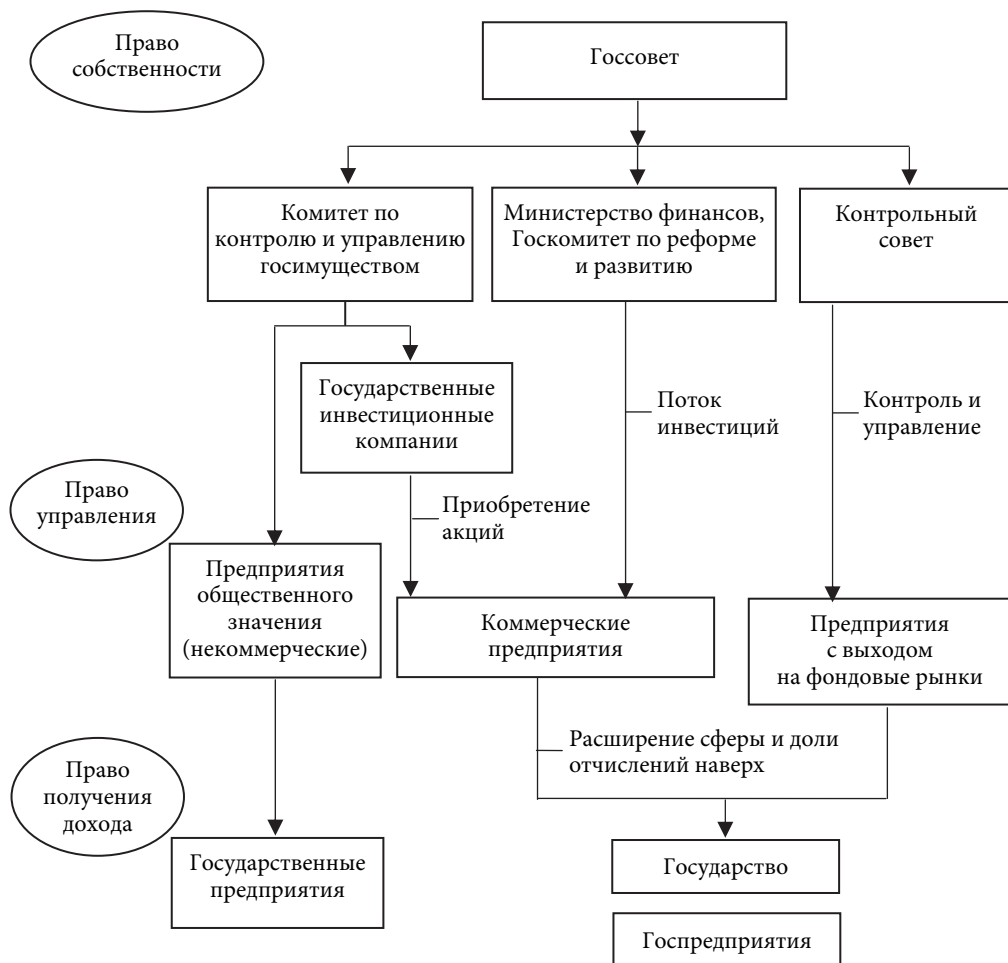 Право
собственности
Госсовет
Комитет по
контролю и управлению
госимуществом
Министерство финансов,
Госкомитет по реформе
и развитию
Контрольный
совет
Государственные
инвестиционные
компании
Поток
инвестиций
Контроль и
управление
Право
управления
Приобретение
акций
Предприятия
общественного
значения
(некоммерческие)
Коммерческие
предприятия
Предприятия
с выходом
на фондовые рынки
Расширение сферы и доли
отчислений наверх
Право
получения
дохода
Государственные
предприятия
Государство
Госпредприятия